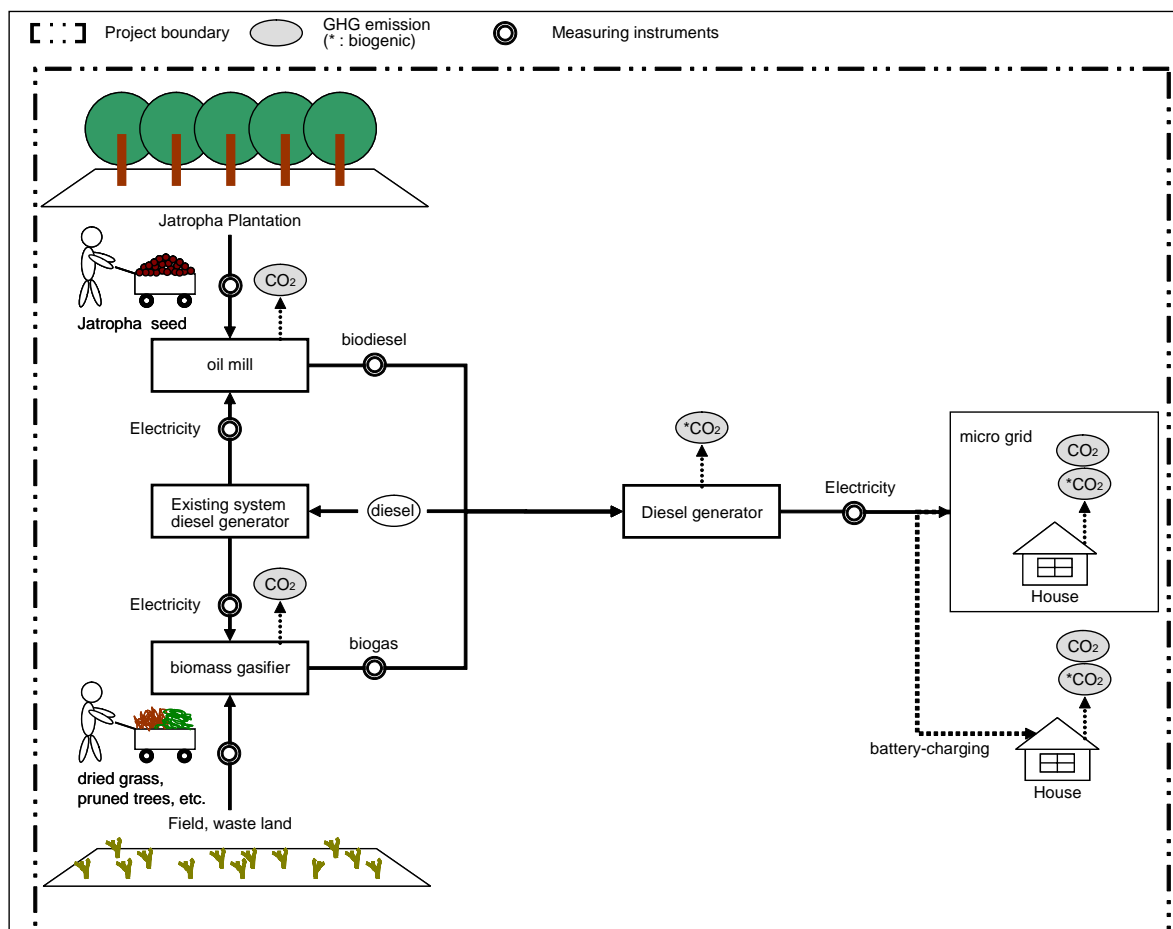 Project boundary
GHG emission
(* : biogenic)
Measuring instruments
Jatropha Plantation
Jatropha seed
CO₂
oil mill
biodiesel
Electricity
*CO₂
micro grid
CO₂
*CO₂
Existing system
diesel generator
diesel
Diesel generator
Electricity
House
Electricity
CO₂
biomass gasifier
biogas
CO₂
*CO₂
battery-charging
House
dried grass,
pruned trees, etc.
Field, waste land